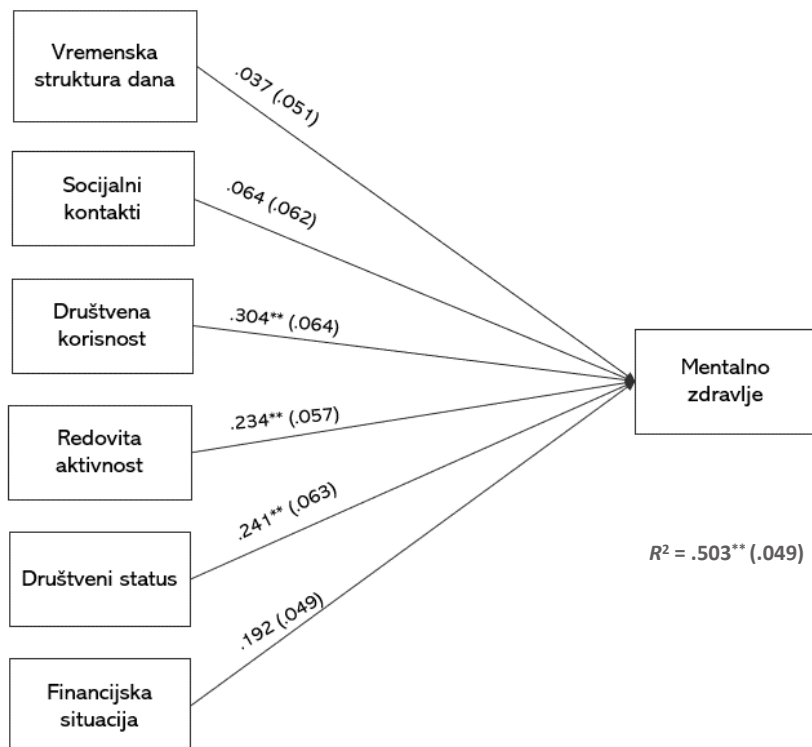 Vremenska
struktura dana
.037 (.051)
Socijalni
kontakti
.064 (.062)
Društvena
korisnost
.304** (.064)
Redovita
aktivnost
.234** (.057)
Društveni status
.241** (.063)
Financijska
situacija
.192 (.049)
Mentalno
zdravlje
R² = .503** (.049)